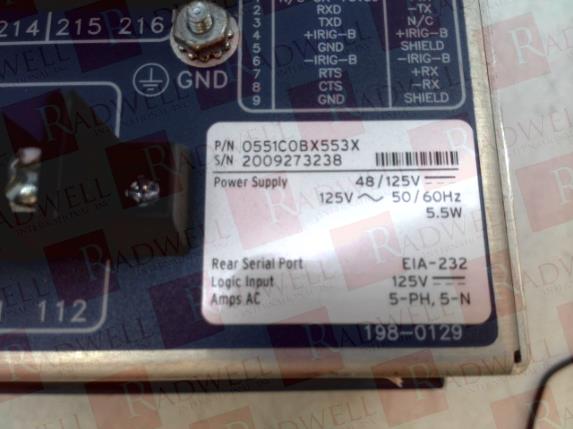 214 215 216
GND
2 RXD -TX
3 TXD N/C
4 +IRIG-B +IRIG-B
5 GND SHIELD
6 -IRIG-B -IRIG-B
7 RTS +RX
8 CTS -RX
9 GND SHIELD
P/N 0551C0BX553X
S/N 2009273238
Power Supply 48/125V
125V 50/60Hz
5.5W
Rear Serial Port EIA-232
Logic Input 125V
Amps AC 5-PH, 5-N
112
198-0129
RADWELL
INTERNATIONAL, INC.